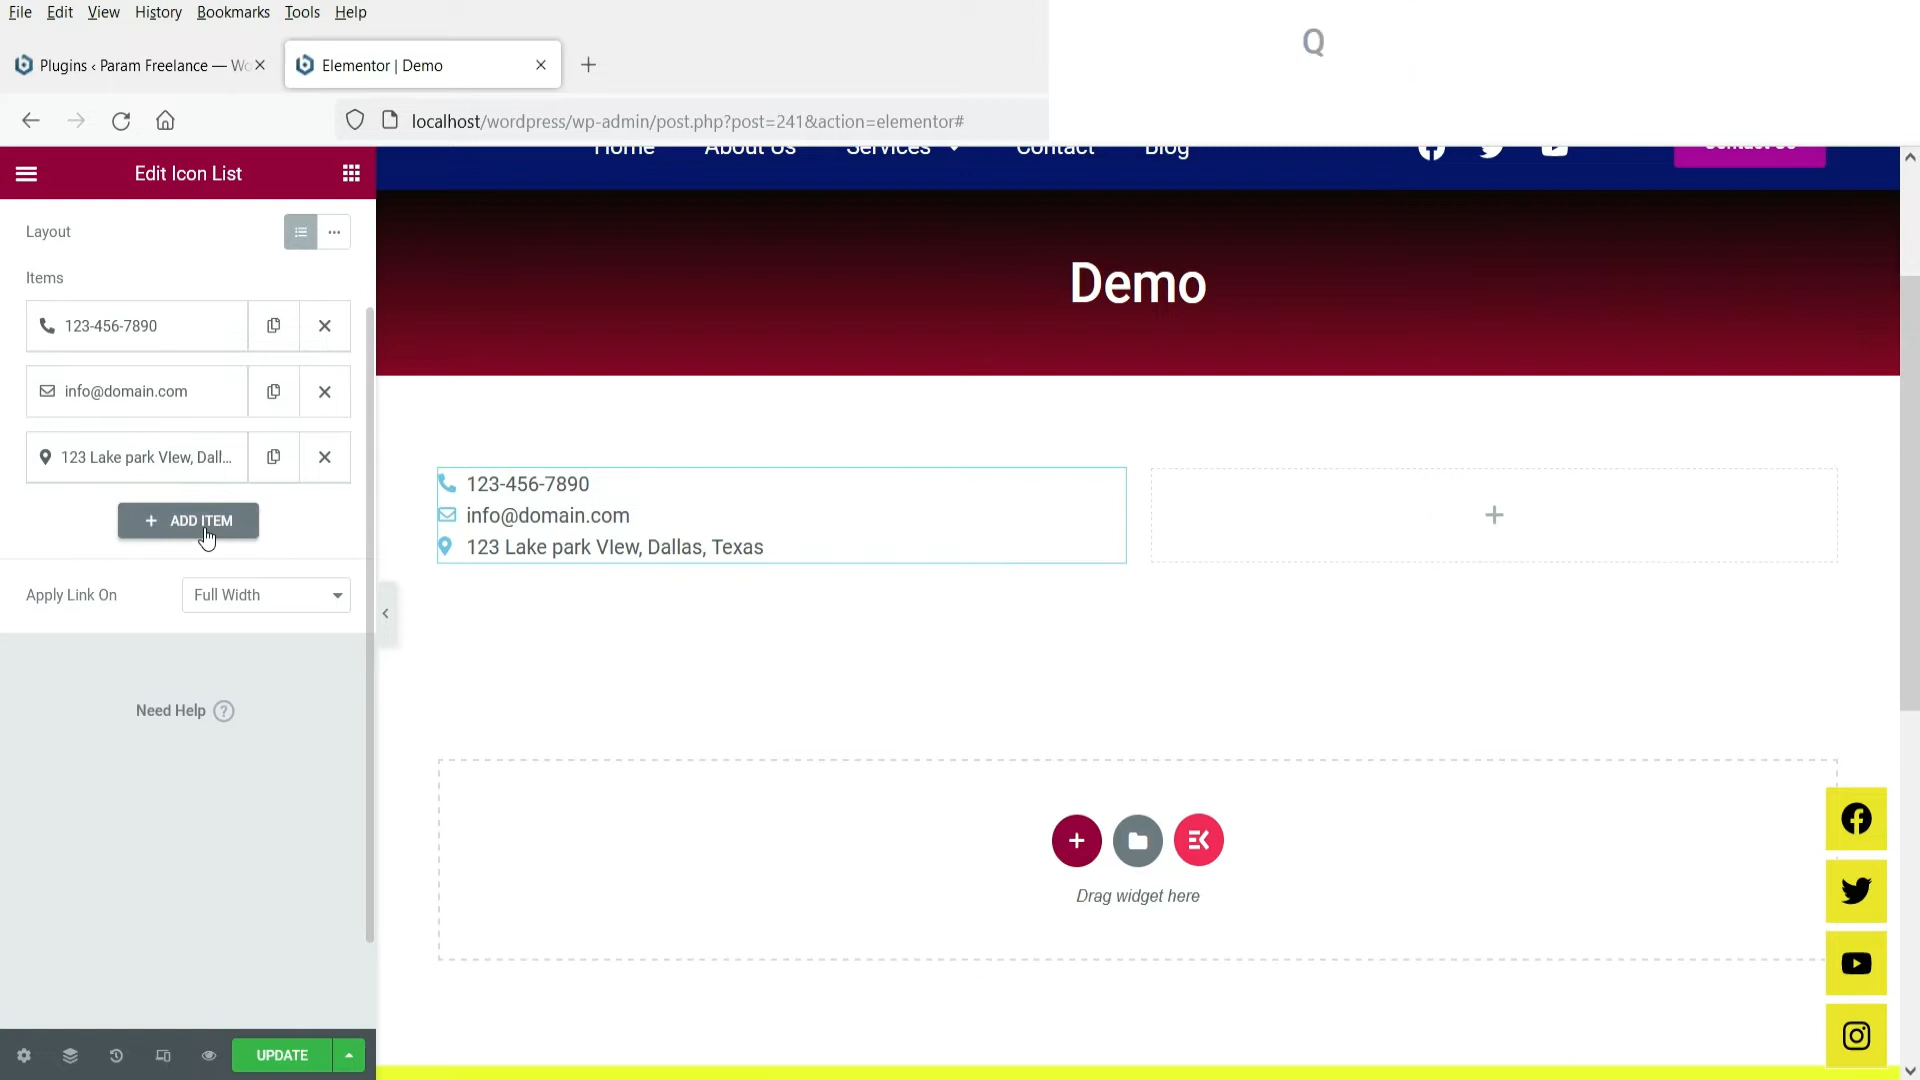 File Edit View History Bookmarks Tools Help
Q
Plugins ‹ Param Freelance — Wo
Elementor | Demo
localhost/wordpress/wp-admin/post.php?post=241&action=elementor#
Edit Icon List
Home About Us Services Contact Blog
Contact Us
Layout
Items
123-456-7890
info@domain.com
123 Lake park VIew, Dall...
+ ADD ITEM
Apply Link On Full Width
Need Help ?
UPDATE
Demo
123-456-7890
info@domain.com
123 Lake park VIew, Dallas, Texas
Drag widget here